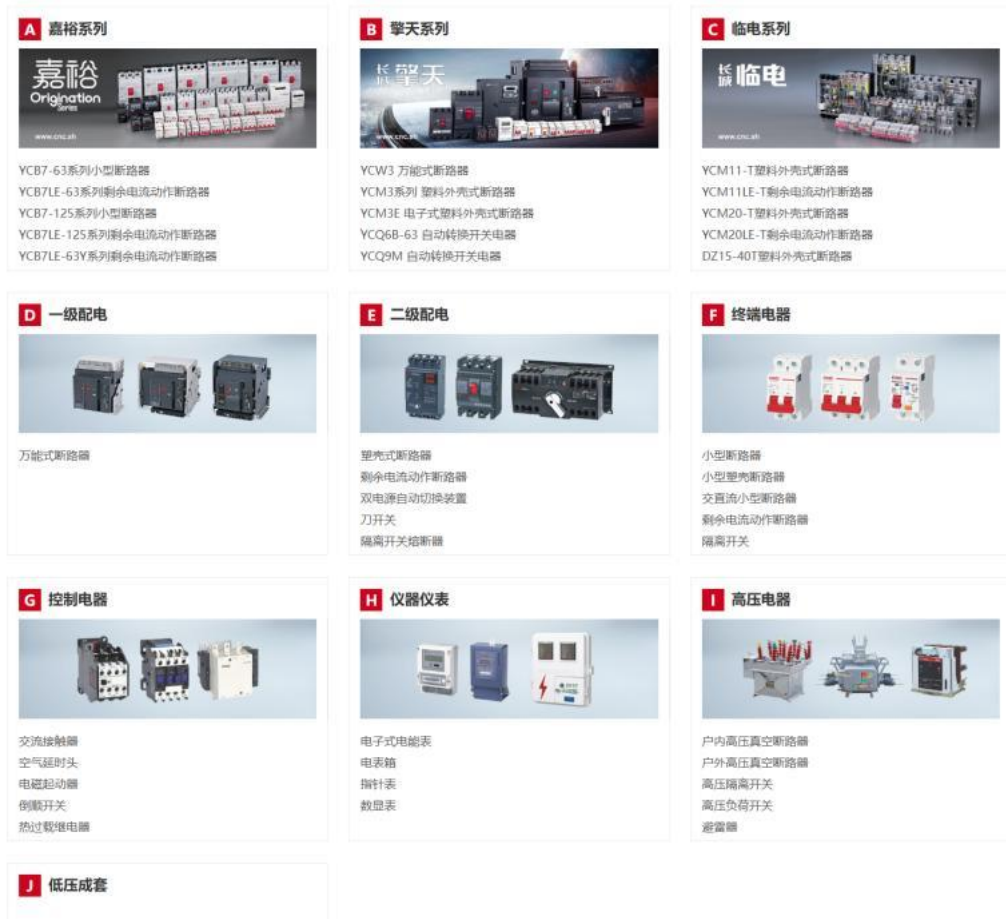 A 嘉裕系列
嘉裕
Origination
Series
www.cnc.sh
YCB7-63系列小型断路器
YCB7LE-63系列剩余电流动作断路器
YCB7-125系列小型断路器
YCB7LE-125系列剩余电流动作断路器
YCB7LE-63Y系列剩余电流动作断路器
B 擎天系列
长城 擎天
www.cnc.sh
YCW3 万能式断路器
YCM3系列 塑料外壳式断路器
YCM3E 电子式塑料外壳式断路器
YCQ6B-63 自动转换开关电器
YCQ9M 自动转换开关电器
C 临电系列
长城 临电
www.cnc.sh
YCM11-T塑料外壳式断路器
YCM11LE-T剩余电流动作断路器
YCM20-T塑料外壳式断路器
YCM20LE-T剩余电流动作断路器
DZ15-40T塑料外壳式断路器
D 一级配电
万能式断路器
E 二级配电
塑壳式断路器
剩余电流动作断路器
双电源自动切换装置
刀开关
隔离开关熔断器
F 终端电器
小型断路器
小型塑壳断路器
交直流小型断路器
剩余电流动作断路器
隔离开关
G 控制电器
交流接触器
空气延时头
电磁起动器
倒顺开关
热过载继电器
H 仪器仪表
电子式电能表
电表箱
指针表
数显表
I 高压电器
户内高压真空断路器
户外高压真空断路器
高压隔离开关
高压负荷开关
避雷器
J 低压成套